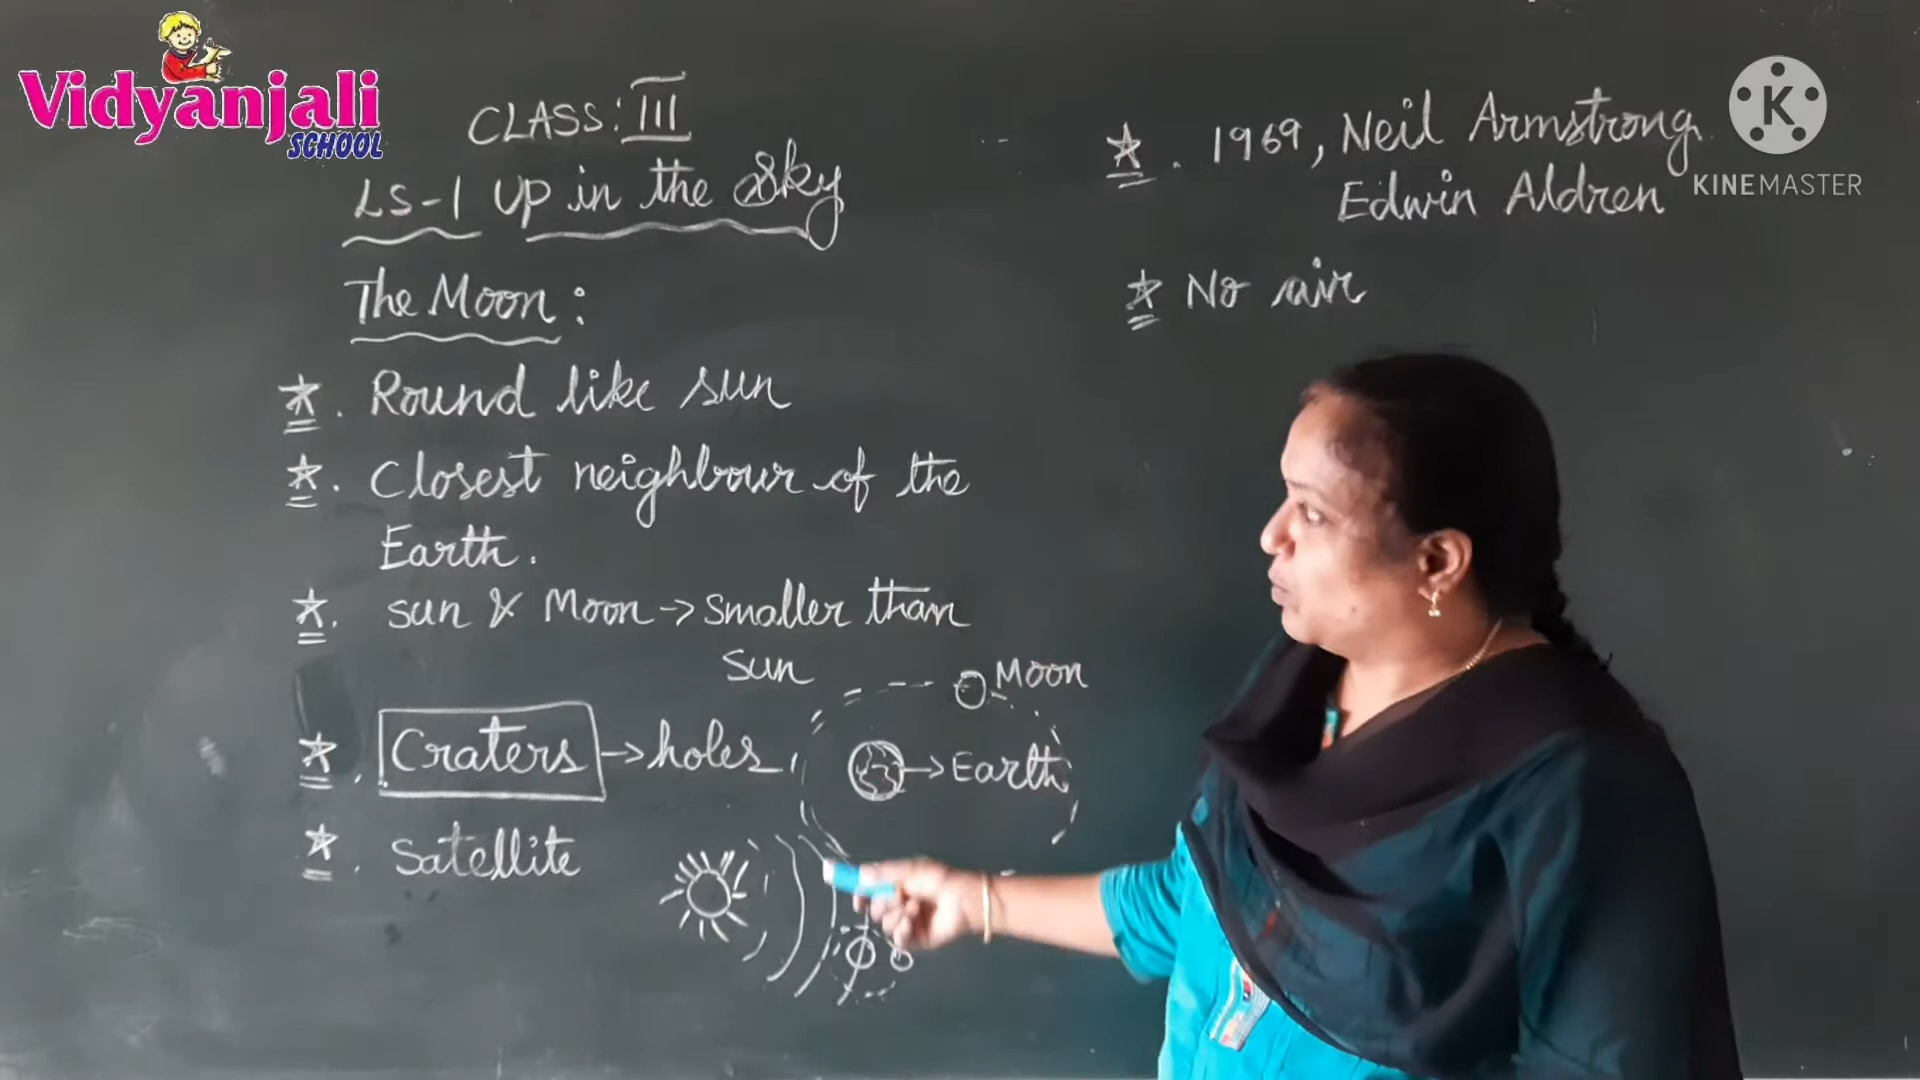 Vidyanjali
SCHOOL
CLASS: III
LS-1 UP in the Sky
The Moon:
Round like sun
Closest neighbour of the
Earth.
sun & Moon → smaller than
sun
Craters → holes
Satellite
Moon
→ Earth
1969, Neil Armstrong
Edwin Aldren
No air
K
KINEMASTER